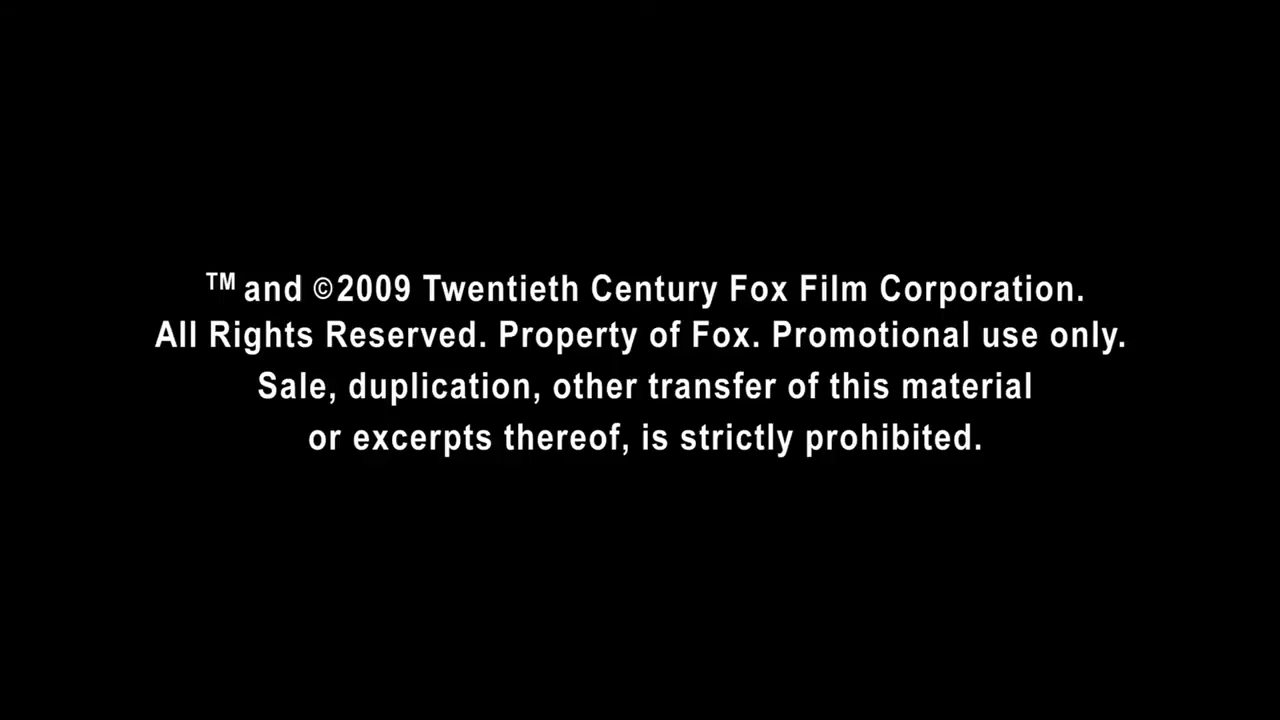 TM and ©2009 Twentieth Century Fox Film Corporation.
All Rights Reserved. Property of Fox. Promotional use only.
Sale, duplication, other transfer of this material
or excerpts thereof, is strictly prohibited.